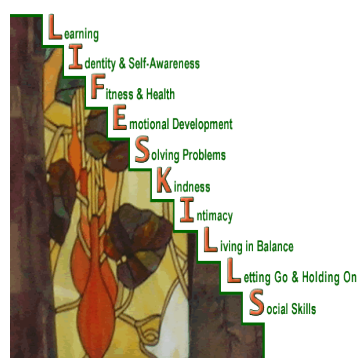 Learning
Identity & Self-Awareness
Fitness & Health
Emotional Development
Solving Problems
Kindness
Intimacy
Living in Balance
Letting Go & Holding On
Social Skills